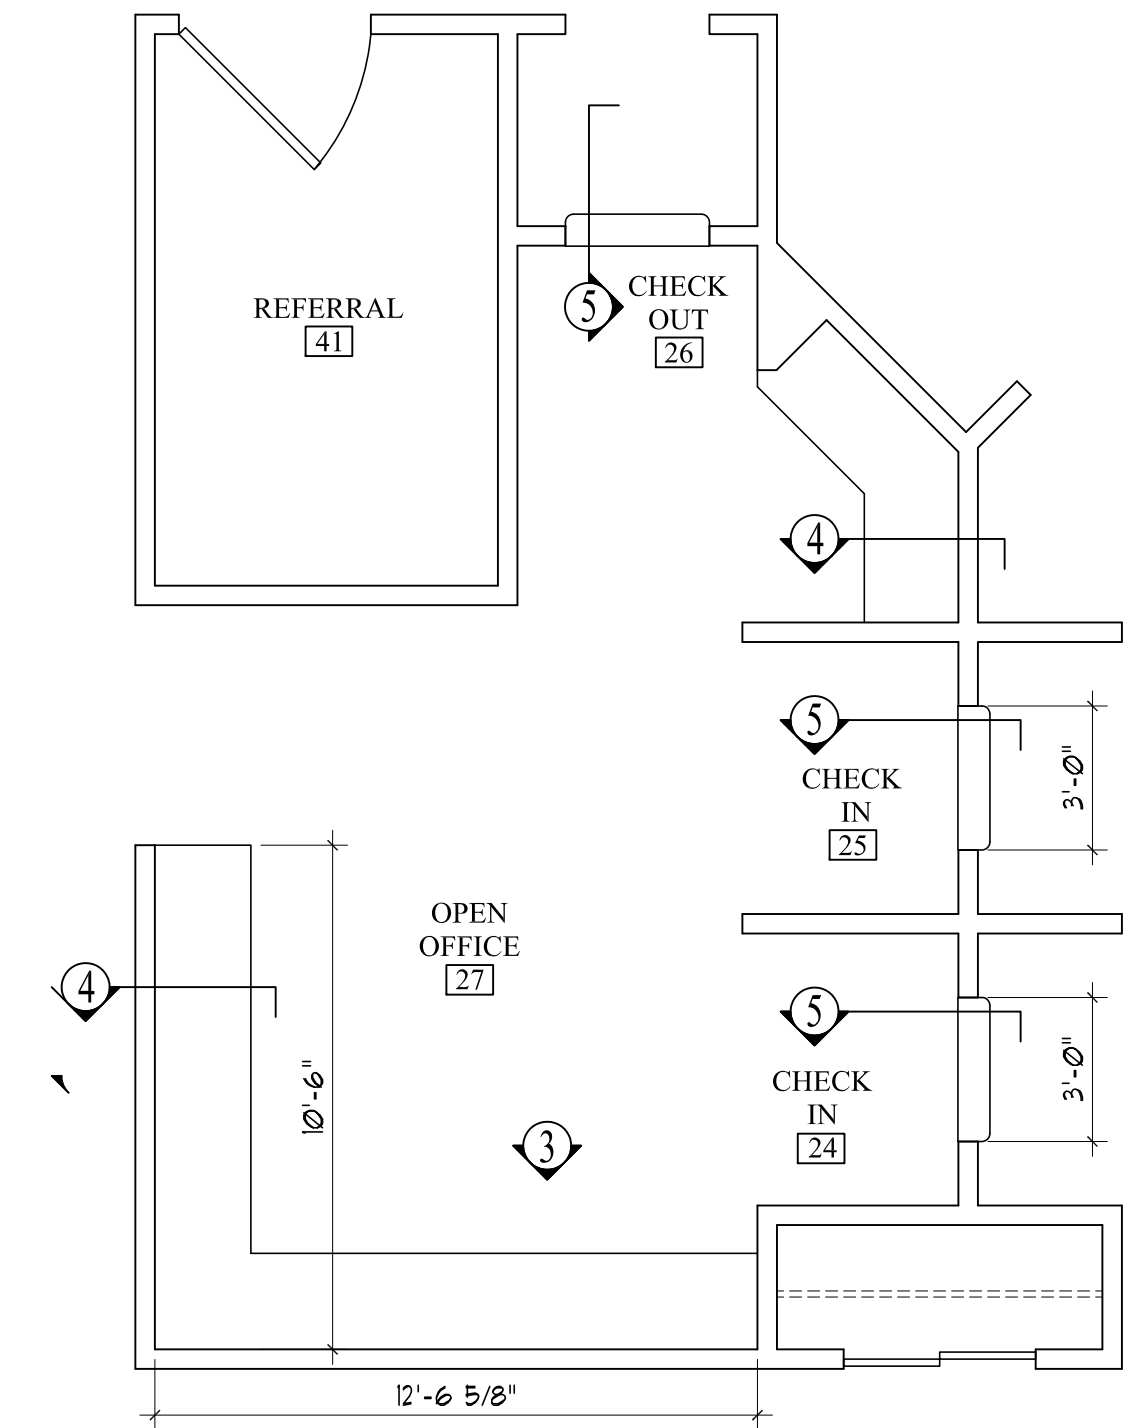 REFERRAL
41
5
CHECK
OUT
26
4
5
CHECK
IN
25
3'-0"
OPEN
OFFICE
27
4
5
3'-0"
CHECK
IN
24
10'-6"
3
12'-6 5/8"